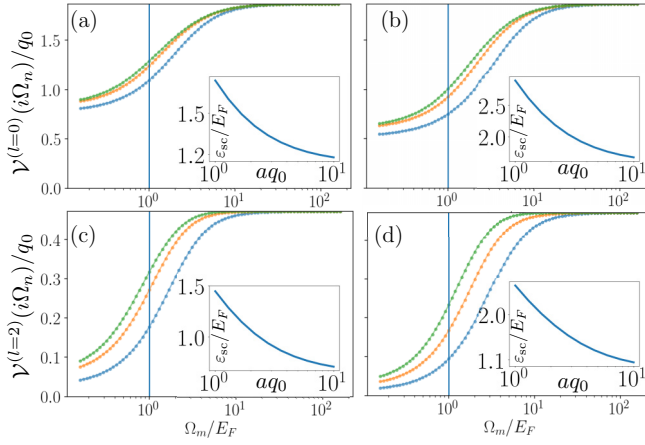 (a)
𝒱^(l=0)(iΩ_n)/q_0
1.5
1.0
0.5
0.0
10^0
10^1
10^2
1.5
1.2
ε_sc/E_F
10^0
10^1
aq_0
(b)
10^0
10^1
10^2
2.5
2.0
ε_sc/E_F
10^0
10^1
aq_0
(c)
𝒱^(l=2)(iΩ_n)/q_0
0.4
0.3
0.2
0.1
0.0
10^0
10^1
10^2
Ω_m/E_F
1.5
1.0
ε_sc/E_F
10^0
10^1
aq_0
(d)
10^0
10^1
10^2
Ω_m/E_F
2.0
1.1
ε_sc/E_F
10^0
10^1
aq_0